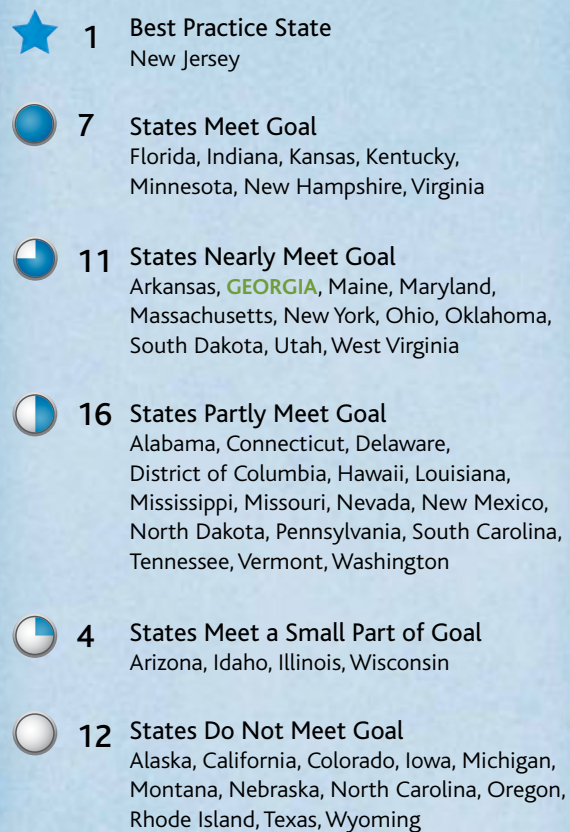 1 Best Practice State
New Jersey
7 States Meet Goal
Florida, Indiana, Kansas, Kentucky,
Minnesota, New Hampshire, Virginia
11 States Nearly Meet Goal
Arkansas, GEORGIA, Maine, Maryland,
Massachusetts, New York, Ohio, Oklahoma,
South Dakota, Utah, West Virginia
16 States Partly Meet Goal
Alabama, Connecticut, Delaware,
District of Columbia, Hawaii, Louisiana,
Mississippi, Missouri, Nevada, New Mexico,
North Dakota, Pennsylvania, South Carolina,
Tennessee, Vermont, Washington
4 States Meet a Small Part of Goal
Arizona, Idaho, Illinois, Wisconsin
12 States Do Not Meet Goal
Alaska, California, Colorado, Iowa, Michigan,
Montana, Nebraska, North Carolina, Oregon,
Rhode Island, Texas, Wyoming